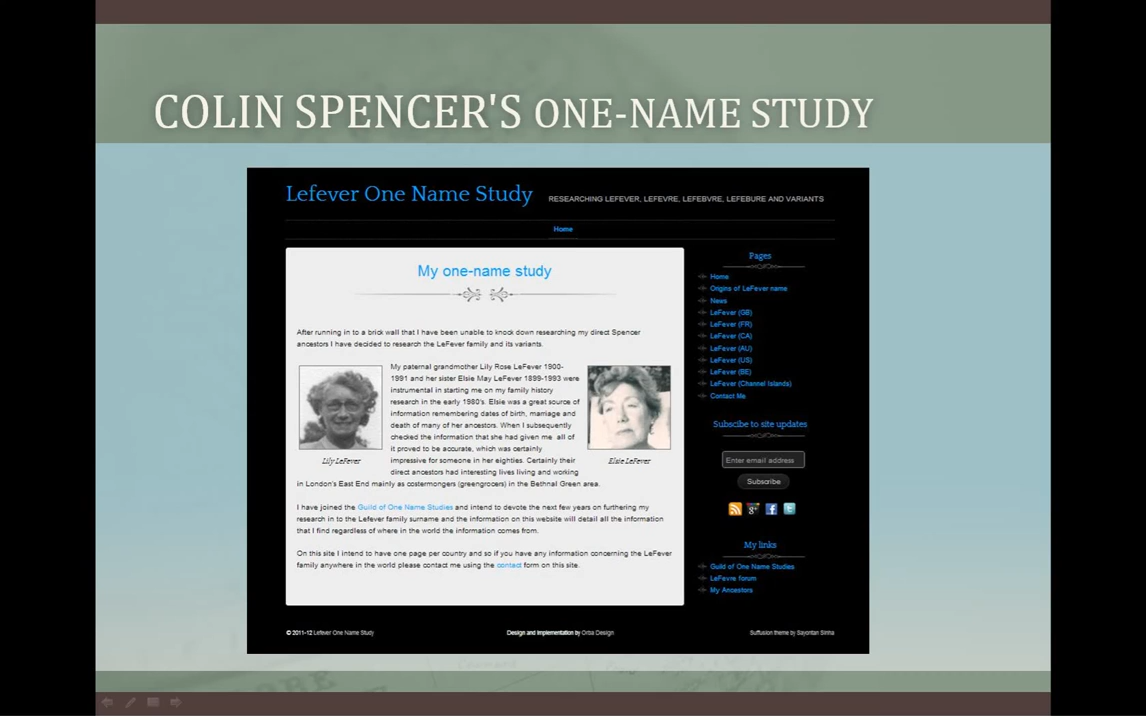 COLIN SPENCER'S ONE-NAME STUDY
Lefever One Name Study
RESEARCHING LEFEVER, LEFEVRE, LEFEBVRE, LEFEBURE AND VARIANTS
Home
My one-name study
After running in to a brick wall that I have been unable to knock down researching my direct Spencer
ancestors I have decided to research the LeFever family and its variants.
My paternal grandmother Lily Rose LeFever 1900-
1991 and her sister Elsie May LeFever 1899-1993 were
instrumental in starting me on my family history
research in the early 1980's. Elsie was a great source of
information remembering dates of birth, marriage and
death of many of her ancestors. When I subsequently
checked the information that she had given me all of
it proved to be accurate, which was certainly
impressive for someone in her eighties. Certainly their
direct ancestors had interesting lives living and working
in London's East End mainly as costermongers (greengrocers) in the Bethnal Green area.
Lily LeFever
Elsie LeFever
I have joined the Guild of One Name Studies and intend to devote the next few years on furthering my
research in to the Lefever family surname and the information on this website will detail all the information
that I find regardless of where in the world the information comes from.
On this site I intend to have one page per country and so if you have any information concerning the LeFever
family anywhere in the world please contact me using the contact form on this site.
Pages
Home
Origins of LeFever name
News
LeFever (GB)
LeFever (FR)
LeFever (CA)
LeFever (AU)
LeFever (US)
LeFever (BE)
LeFever (Channel Islands)
Contact Me
Subscibe to site updates
Enter email address
Subscribe
My links
Guild of One Name Studies
LeFevre forum
My Ancestors
© 2011-12 Lefever One Name Study
Design and Implementation by Orba Design
Suffusion theme by Sayontan Sinha